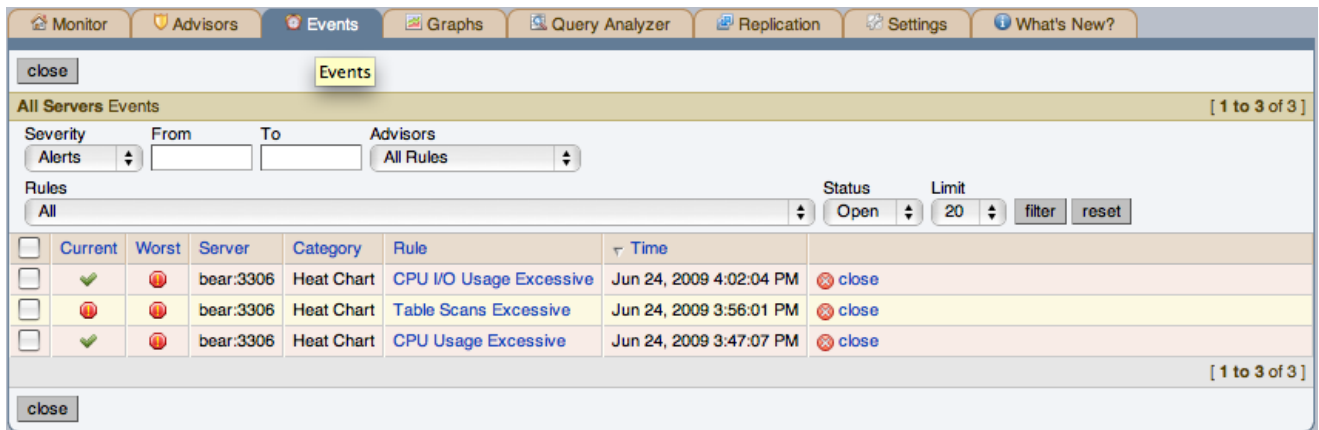 Monitor Advisors Events Graphs Query Analyzer Replication Settings What's New?
close
Events
All Servers Events [ 1 to 3 of 3 ]
Severity From To Advisors
Alerts All Rules
Rules Status Limit
All Open 20 filter reset
Current Worst Server Category Rule Time
bear:3306 Heat Chart CPU I/O Usage Excessive Jun 24, 2009 4:02:04 PM close
bear:3306 Heat Chart Table Scans Excessive Jun 24, 2009 3:56:01 PM close
bear:3306 Heat Chart CPU Usage Excessive Jun 24, 2009 3:47:07 PM close
[ 1 to 3 of 3 ]
close